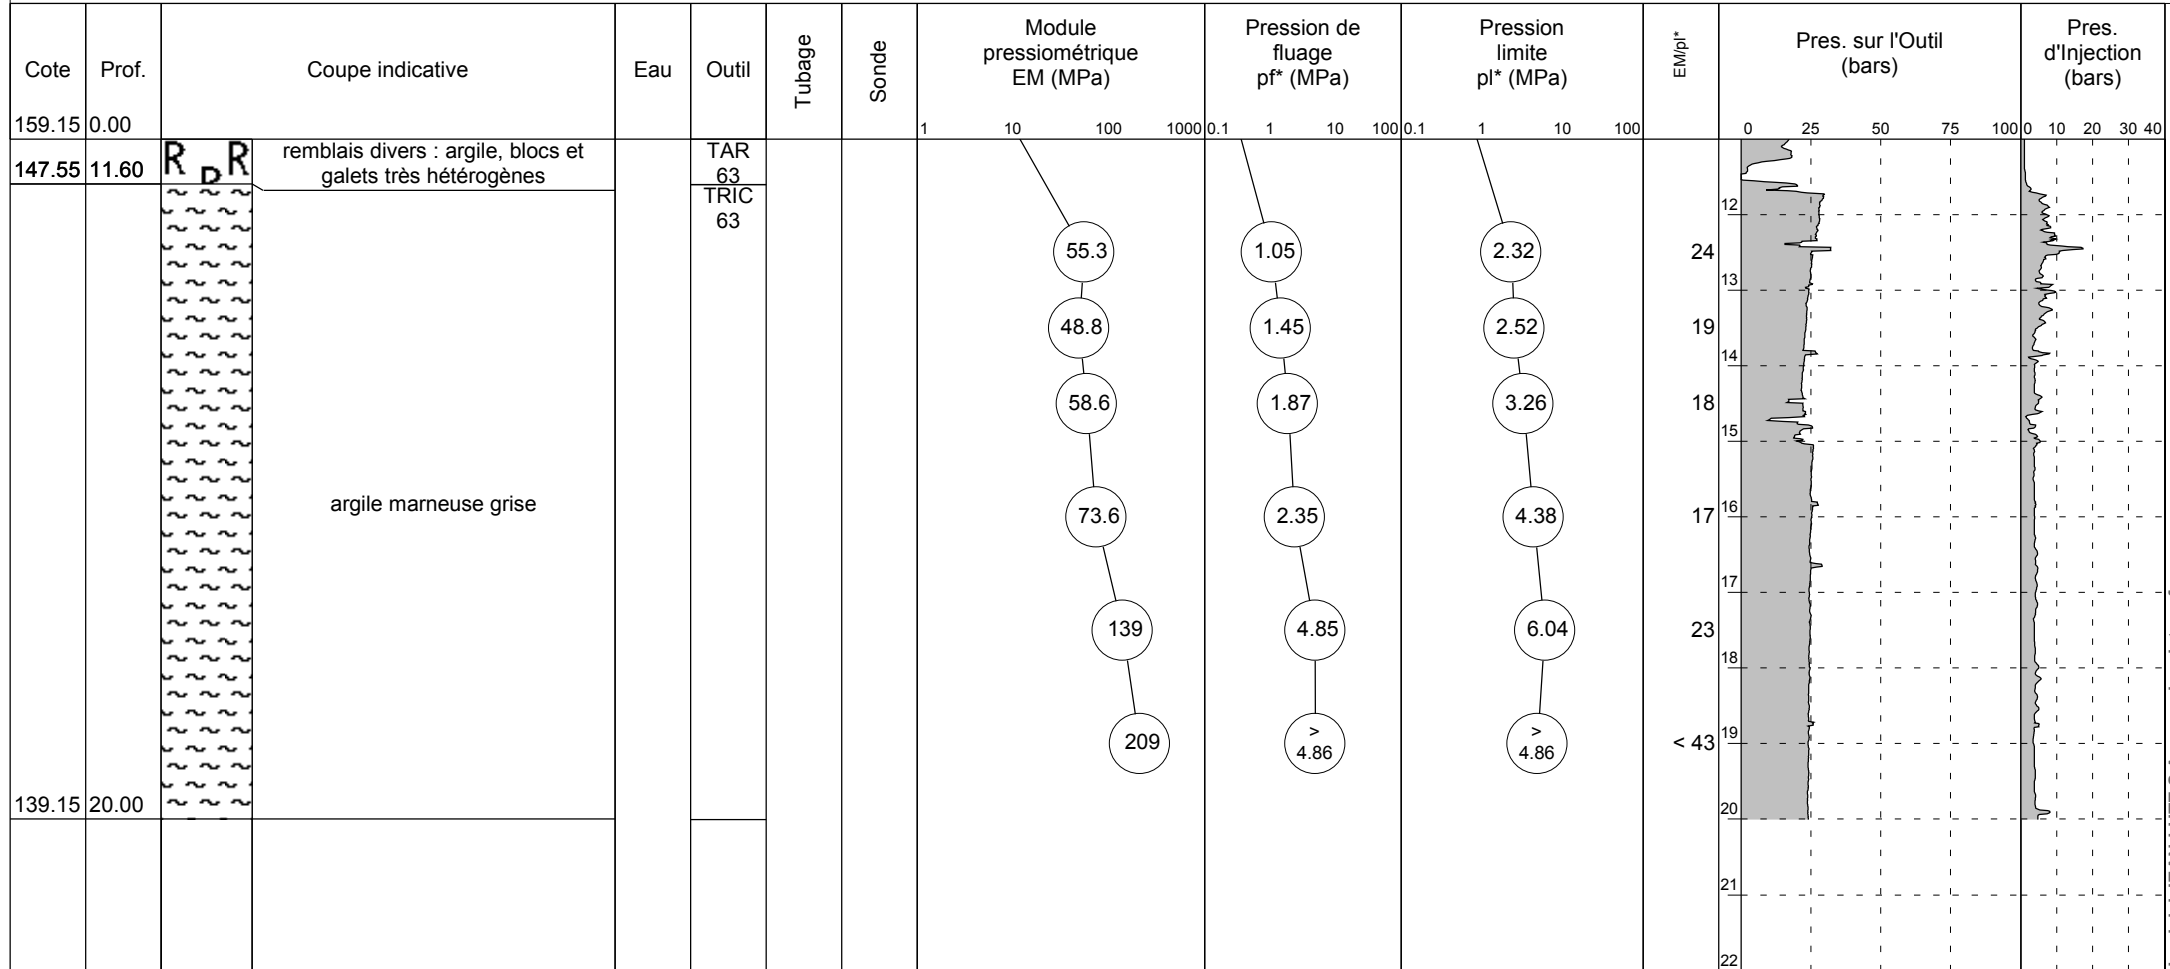 Cote
Prof.
Coupe indicative
Eau
Outil
Tubage
Sonde
Module
pressiométrique
EM (MPa)
Pression de
fluage
pf* (MPa)
Pression
limite
pl* (MPa)
EM/pl*
Pres. sur l'Outil
(bars)
Pres.
d'Injection
(bars)
159.15 0.00
1 10 100 1000
0.1 1 10 100
0.1 1 10 100
0 25 50 75 100
0 10 20 30 40
147.55 11.60
R D R
remblais divers : argile, blocs et
galets très hétérogènes
TAR
63
TRIC
63
12
55.3 1.05 2.32 24
13
48.8 1.45 2.52 19
14
58.6 1.87 3.26 18
15
argile marneuse grise
73.6 2.35 4.38 17
16
17
139 4.85 6.04 23
18
209
>
4.86
>
4.86
< 43
19
139.15 20.00
20
21
22